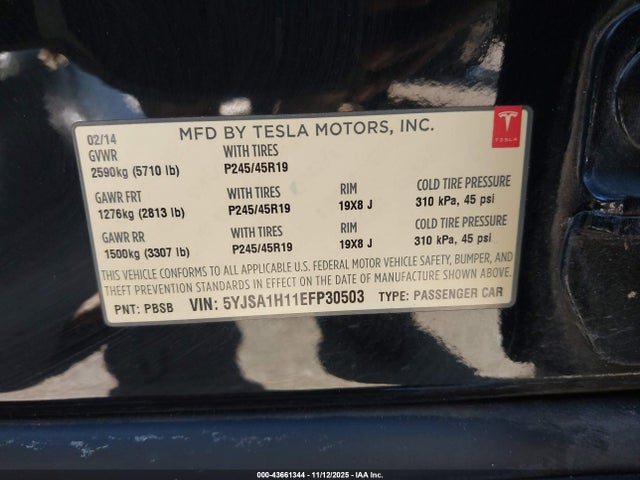 02/14 MFD BY TESLA MOTORS, INC.
TESLA
GVWR WITH TIRES
2590kg (5710 lb) P245/45R19
GAWR FRT WITH TIRES RIM COLD TIRE PRESSURE
1276kg (2813 lb) P245/45R19 19X8 J 310 kPa, 45 psi
GAWR RR WITH TIRES RIM COLD TIRE PRESSURE
1500kg (3307 lb) P245/45R19 19X8 J 310 kPa, 45 psi
THIS VEHICLE CONFORMS TO ALL APPLICABLE U.S. FEDERAL MOTOR VEHICLE SAFETY, BUMPER, AND
THEFT PREVENTION STANDARDS IN EFFECT ON THE DATE OF MANUFACTURE SHOWN ABOVE.
PNT: PBSB VIN: 5YJSA1H11EFP30503 TYPE: PASSENGER CAR
000-43661344 - 11/12/2025 - IAA Inc.